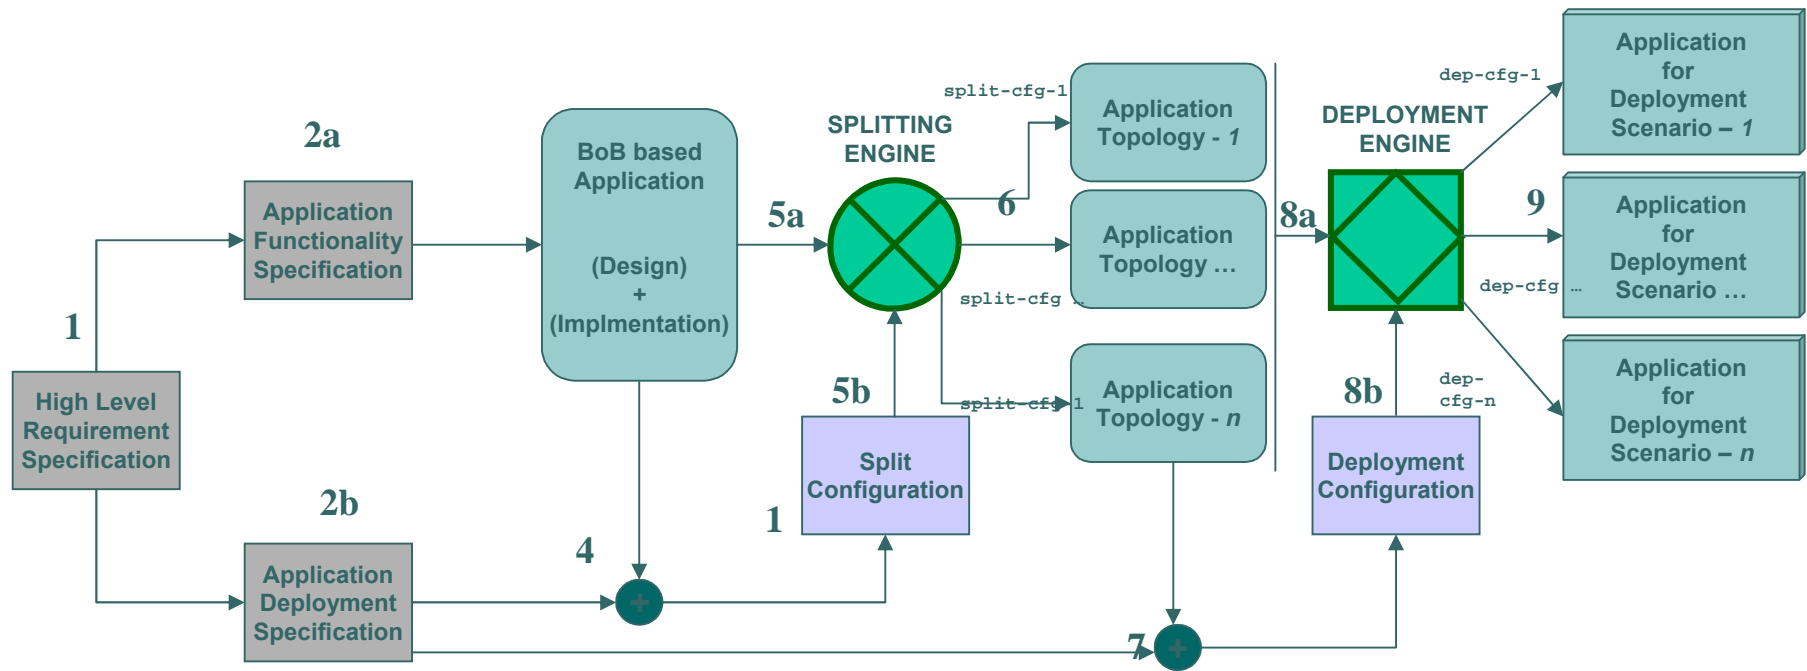 1
High Level
Requirement
Specification
2a
Application
Functionality
Specification
2b
Application
Deployment
Specification
BoB based
Application
(Design)
+
(Implmentation)
4
+
1
5a
SPLITTING
ENGINE
5b
Split
Configuration
6
split-cfg-1
split-cfg …
split-cfg-1
Application
Topology - 1
Application
Topology …
Application
Topology - n
7
+
8a
DEPLOYMENT
ENGINE
8b
Deployment
Configuration
9
dep-cfg-1
dep-cfg …
dep-
cfg-n
Application
for
Deployment
Scenario – 1
Application
for
Deployment
Scenario …
Application
for
Deployment
Scenario – n